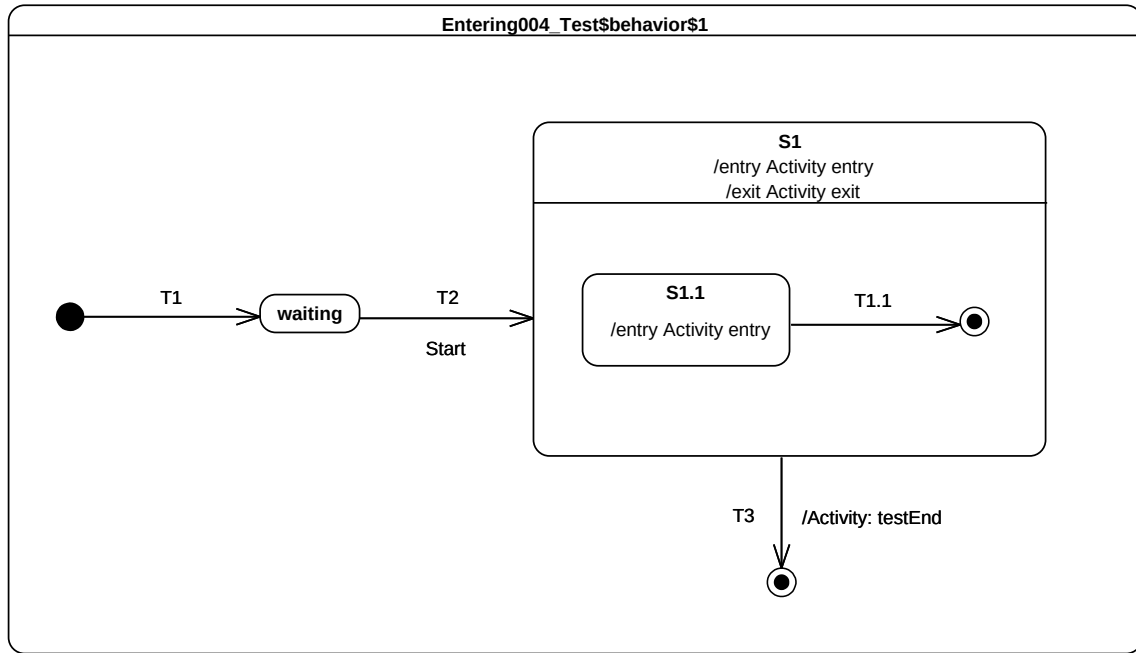 Entering004_Test$behavior$1
S1
/entry Activity entry
/exit Activity exit
T1
waiting
T2
Start
S1.1
/entry Activity entry
T1.1
T3
/Activity: testEnd